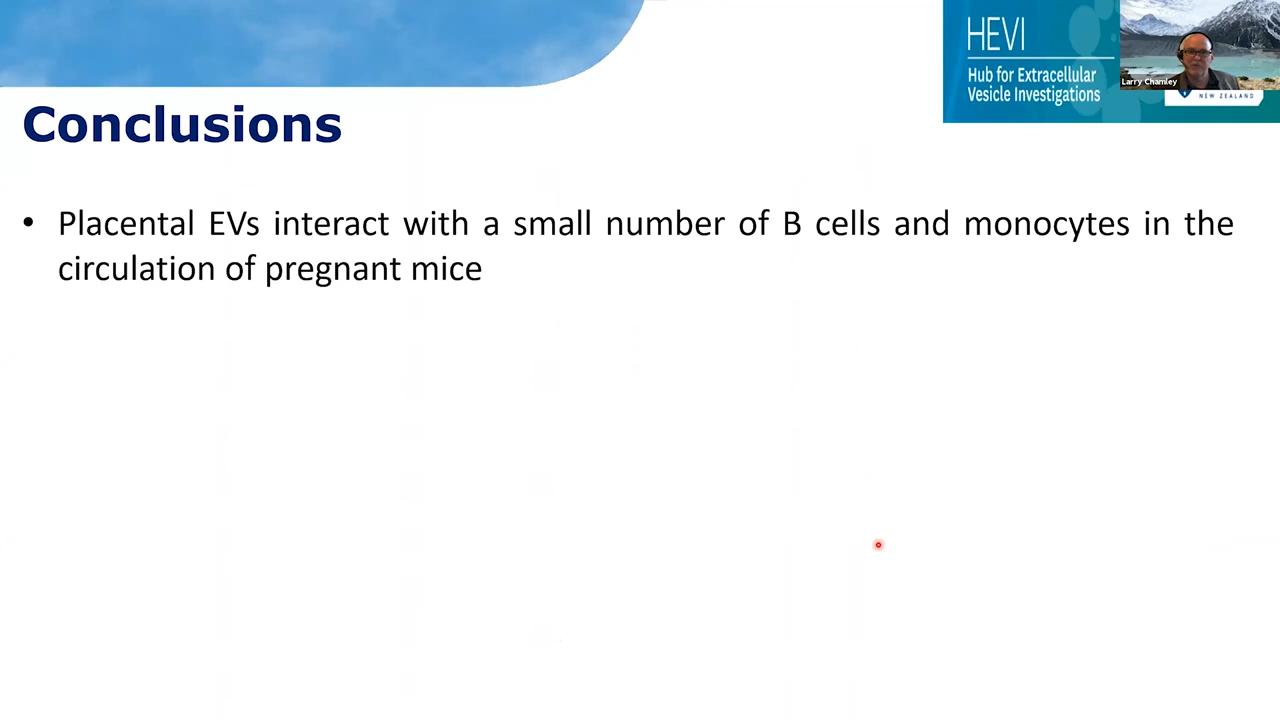 HEVI
Hub for Extracellular
Vesicle Investigations
Larry Chamley
NEW ZEALAND
Conclusions
• Placental EVs interact with a small number of B cells and monocytes in the
circulation of pregnant mice